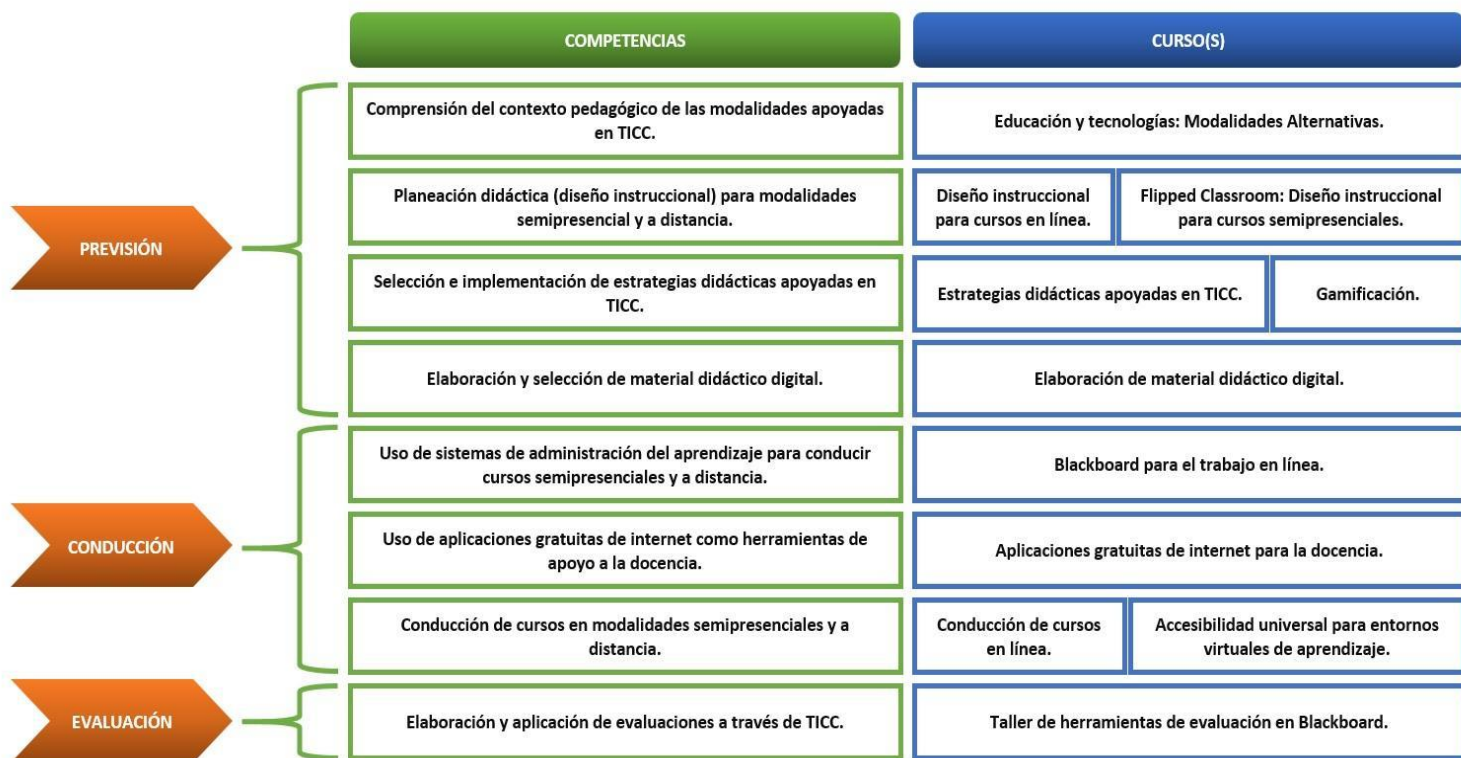 COMPETENCIAS
CURSO(S)
PREVISIÓN
Comprensión del contexto pedagógico de las modalidades apoyadas
en TICC.
Educación y tecnologías: Modalidades Alternativas.
Planeación didáctica (diseño instruccional) para modalidades
semipresencial y a distancia.
Diseño instruccional
para cursos en línea.
Flipped Classroom: Diseño instruccional
para cursos semipresenciales.
Selección e implementación de estrategias didácticas apoyadas en
TICC.
Estrategias didácticas apoyadas en TICC.
Gamificación.
Elaboración y selección de material didáctico digital.
Elaboración de material didáctico digital.
CONDUCCIÓN
Uso de sistemas de administración del aprendizaje para conducir
cursos semipresenciales y a distancia.
Blackboard para el trabajo en línea.
Uso de aplicaciones gratuitas de internet como herramientas de
apoyo a la docencia.
Aplicaciones gratuitas de internet para la docencia.
Conducción de cursos en modalidades semipresenciales y a
distancia.
Conducción de cursos
en línea.
Accesibilidad universal para entornos
virtuales de aprendizaje.
EVALUACIÓN
Elaboración y aplicación de evaluaciones a través de TICC.
Taller de herramientas de evaluación en Blackboard.